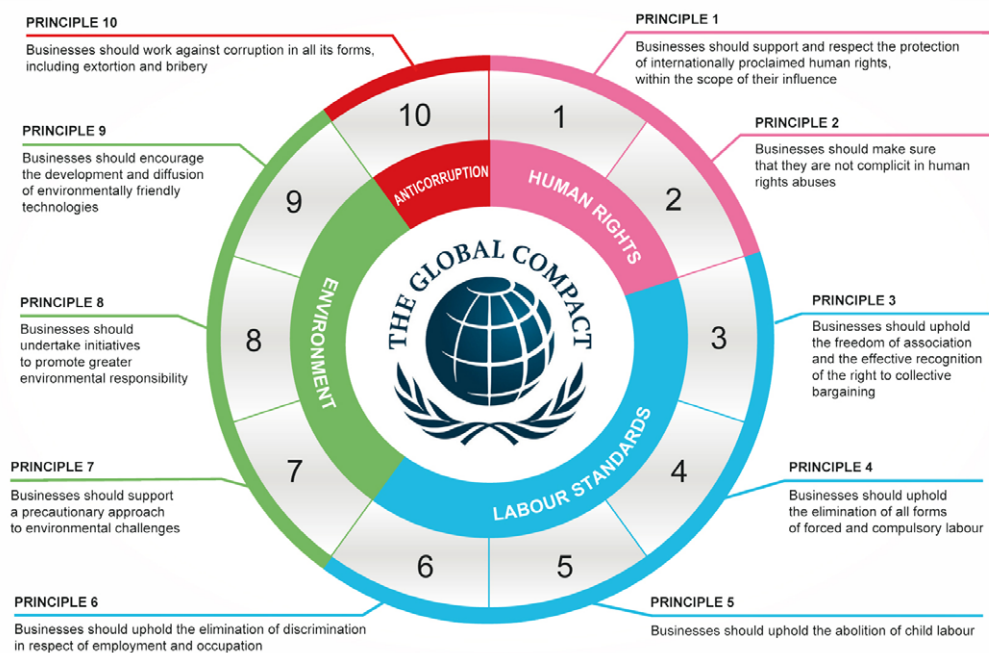 PRINCIPLE 10
Businesses should work against corruption in all its forms,
including extortion and bribery
PRINCIPLE 1
Businesses should support and respect the protection
of internationally proclaimed human rights,
within the scope of their influence
PRINCIPLE 2
Businesses should make sure
that they are not complicit in human
rights abuses
PRINCIPLE 3
Businesses should uphold
the freedom of association
and the effective recognition
of the right to collective
bargaining
PRINCIPLE 4
Businesses should uphold
the elimination of all forms
of forced and compulsory labour
PRINCIPLE 5
Businesses should uphold the abolition of child labour
PRINCIPLE 6
Businesses should uphold the elimination of discrimination
in respect of employment and occupation
PRINCIPLE 7
Businesses should support
a precautionary approach
to environmental challenges
PRINCIPLE 8
Businesses should
undertake initiatives
to promote greater
environmental responsibility
PRINCIPLE 9
Businesses should encourage
the development and diffusion
of environmentally friendly
technologies
10
1
2
3
4
5
6
7
8
9
ANTICORRUPTION
HUMAN RIGHTS
LABOUR STANDARDS
ENVIRONMENT
THE GLOBAL COMPACT